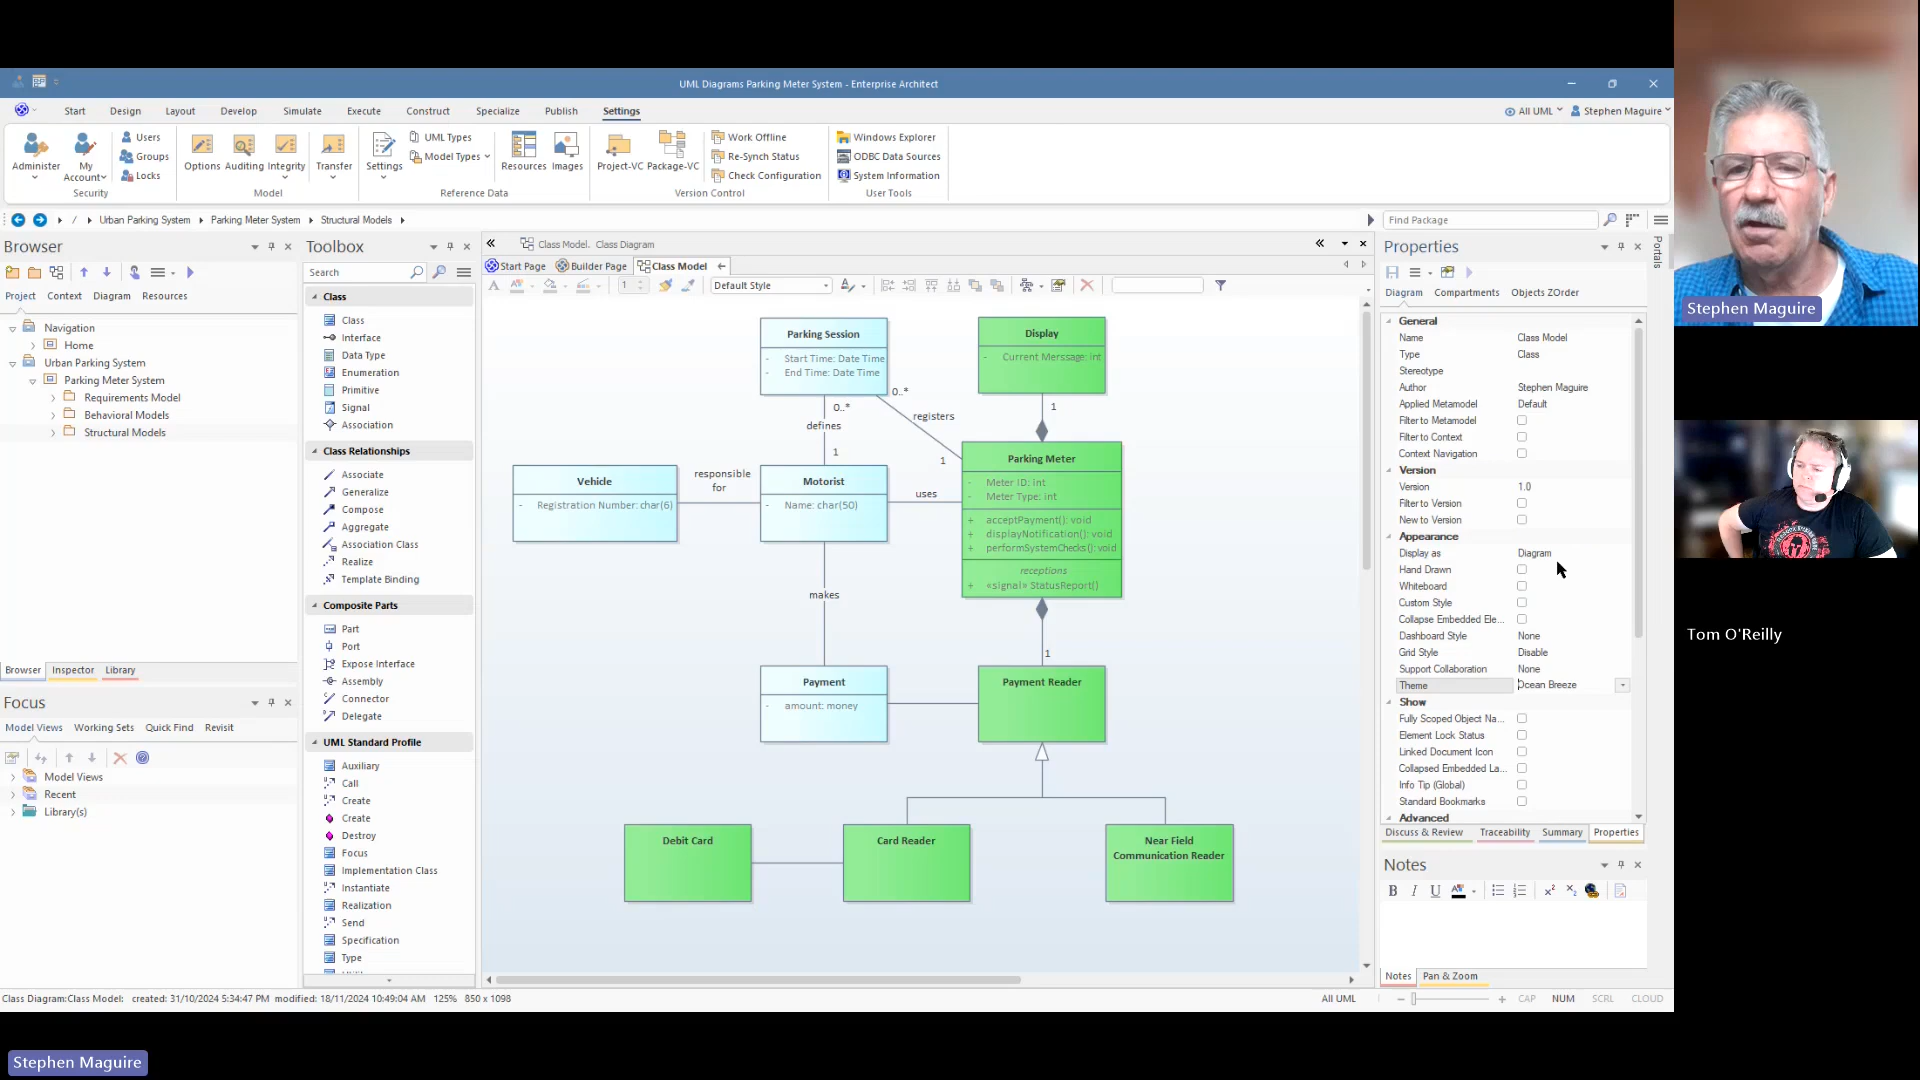 UML Diagrams Parking Meter System - Enterprise Architect
Start Design Layout Develop Simulate Execute Construct Specialize Publish Settings
All UML Stephen Maguire
Administer
My Account
Users
Groups
Locks
Security
Options Auditing Integrity Transfer
Model
Settings
UML Types
Model Types
Resources Images
Reference Data
Project-VC Package-VC
Work Offline
Re-Synch Status
Check Configuration
Version Control
Windows Explorer
ODBC Data Sources
System Information
User Tools
/ Urban Parking System Parking Meter System Structural Models
Find Package
Portals
Browser
Project Context Diagram Resources
Navigation
Home
Urban Parking System
Parking Meter System
Requirements Model
Behavioral Models
Structural Models
Browser Inspector Library
Focus
Model Views Working Sets Quick Find Revisit
Model Views
Recent
Library(s)
Toolbox
Search
Class
Class
Interface
Data Type
Enumeration
Primitive
Signal
Association
Class Relationships
Associate
Generalize
Compose
Aggregate
Association Class
Realize
Template Binding
Composite Parts
Part
Port
Expose Interface
Assembly
Connector
Delegate
UML Standard Profile
Auxiliary
Call
Create
Create
Destroy
Focus
Implementation Class
Instantiate
Realization
Send
Specification
Type
Class Model. Class Diagram
Start Page Builder Page Class Model
1
Default Style
Parking Session
- Start Time: Date Time
- End Time: Date Time
Display
- Current Merssage: int
0..*
0..*
registers
defines
1
1
1
Vehicle
- Registration Number: char(6)
responsible
for
Motorist
- Name: char(50)
uses
Parking Meter
- Meter ID: int
- Meter Type: int
+ acceptPayment(): void
+ displayNotification(): void
+ performSystemChecks(): void
receptions
+ «signal» StatusReport()
makes
1
Payment
- amount: money
Payment Reader
Debit Card
Card Reader
Near Field
Communication Reader
Properties
Diagram Compartments Objects ZOrder
General
Name Class Model
Type Class
Stereotype
Author Stephen Maguire
Applied Metamodel Default
Filter to Metamodel
Filter to Context
Context Navigation
Version
Version 1.0
Filter to Version
New to Version
Appearance
Display as Diagram
Hand Drawn
Whiteboard
Custom Style
Collapse Embedded Ele...
Dashboard Style None
Grid Style Disable
Support Collaboration None
Theme Ocean Breeze
Show
Fully Scoped Object Na...
Element Lock Status
Linked Document Icon
Collapsed Embedded La...
Info Tip (Global)
Standard Bookmarks
Advanced
Discuss & Review Traceability Summary Properties
Notes
B I U
Notes Pan & Zoom
Class Diagram:Class Model: created: 31/10/2024 5:34:47 PM modified: 18/11/2024 10:49:04 AM 125% 850 x 1098
All UML CAP NUM SCRL CLOUD
Stephen Maguire
Tom O'Reilly
Stephen Maguire